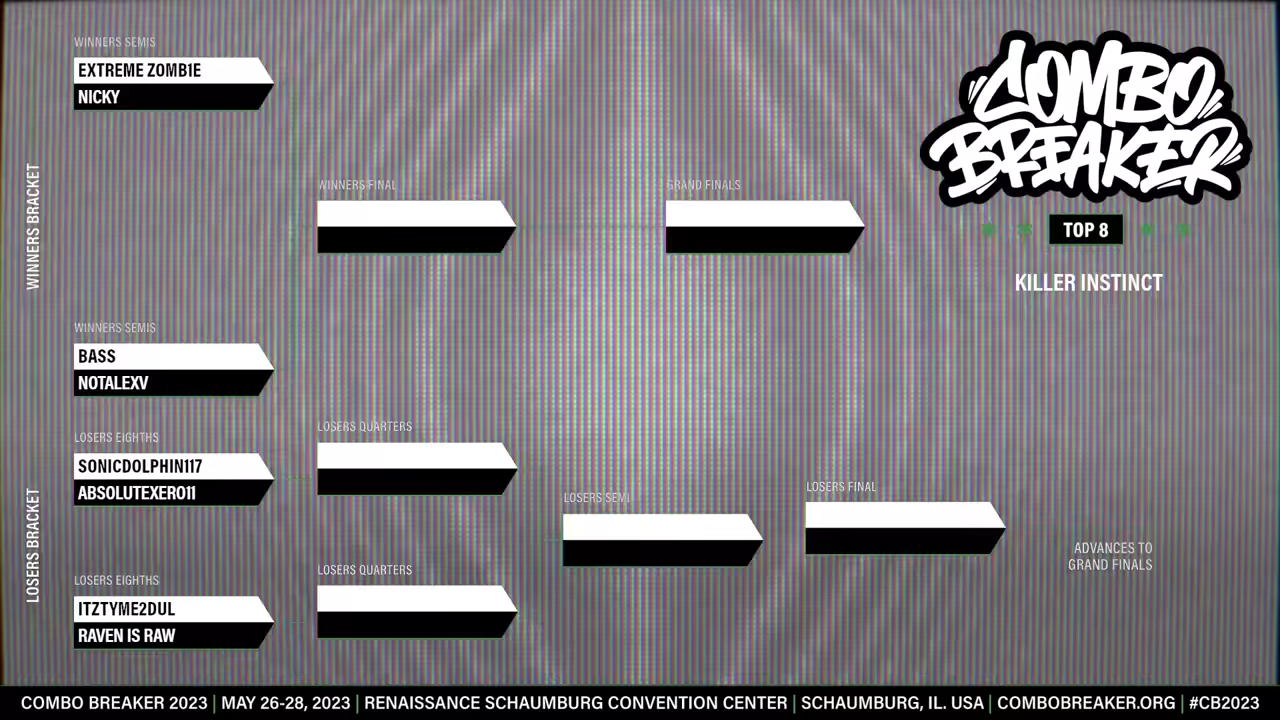 WINNERS SEMIS
EXTREME ZOMB1E
NICKY
WINNERS BRACKET
WINNERS FINAL
GRAND FINALS
COMBO
BREAKER
TOP 8
KILLER INSTINCT
WINNERS SEMIS
BASS
NOTALEXV
LOSERS EIGHTHS
SONICDOLPHIN117
ABSOLUTEXERO11
LOSERS QUARTERS
LOSERS BRACKET
LOSERS SEMI
LOSERS FINAL
ADVANCES TO
GRAND FINALS
LOSERS EIGHTHS
ITZTYME2DUL
RAVEN IS RAW
LOSERS QUARTERS
COMBO BREAKER 2023 | MAY 26-28, 2023 | RENAISSANCE SCHAUMBURG CONVENTION CENTER | SCHAUMBURG, IL. USA | COMBOBREAKER.ORG | #CB2023